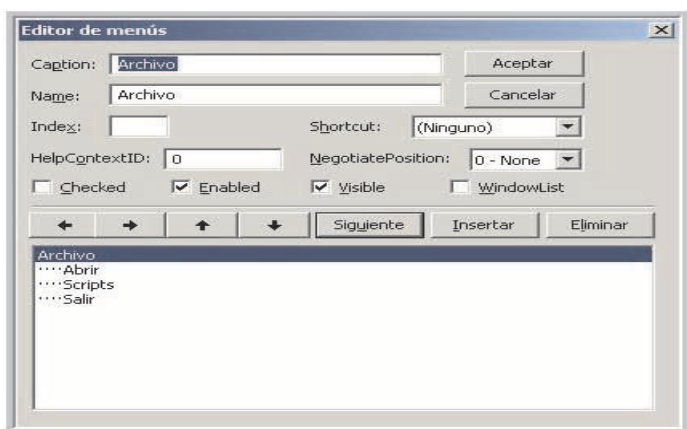 Editor de menús
Caption: Archivo Aceptar
Name: Archivo Cancelar
Index: Shortcut: (Ninguno)
HelpContextID: 0 NegotiatePosition: 0 - None
Checked Enabled Visible WindowList
Siguiente Insertar Eliminar
Archivo
····Abrir
····Scripts
····Salir